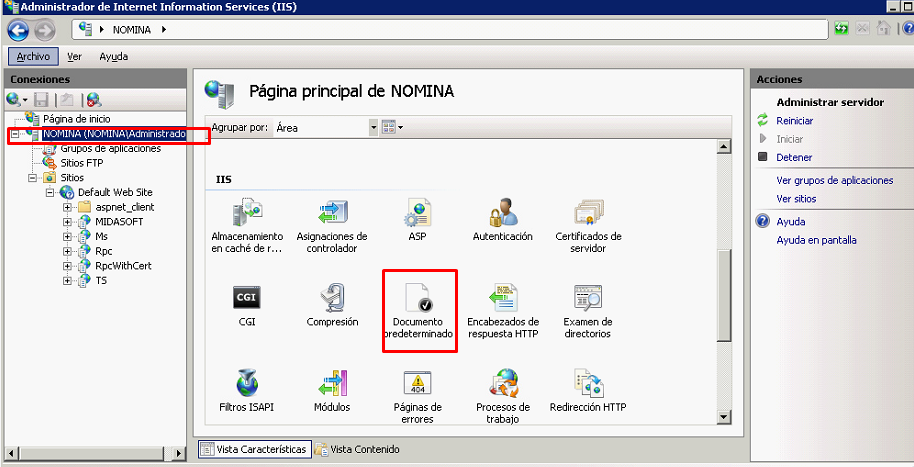 Administrador de Internet Information Services (IIS)
NOMINA
Archivo Ver Ayuda
Conexiones
Página de inicio
NOMINA (NOMINA\Administrado
Grupos de aplicaciones
Sitios FTP
Sitios
Default Web Site
aspnet_client
MIDASOFT
Ms
Rpc
RpcWithCert
TS
Página principal de NOMINA
Agrupar por: Área
IIS
Almacenamiento
en caché de r...
Asignaciones de
controlador
ASP
Autenticación
Certificados de
servidor
CGI
CGI
Compresión
Documento
predeterminado
Encabezados de
respuesta HTTP
Examen de
directorios
Filtros ISAPI
Módulos
404
Páginas de
errores
Procesos de
trabajo
Redirección HTTP
Vista Características Vista Contenido
Acciones
Administrar servidor
Reiniciar
Iniciar
Detener
Ver grupos de aplicaciones
Ver sitios
Ayuda
Ayuda en pantalla